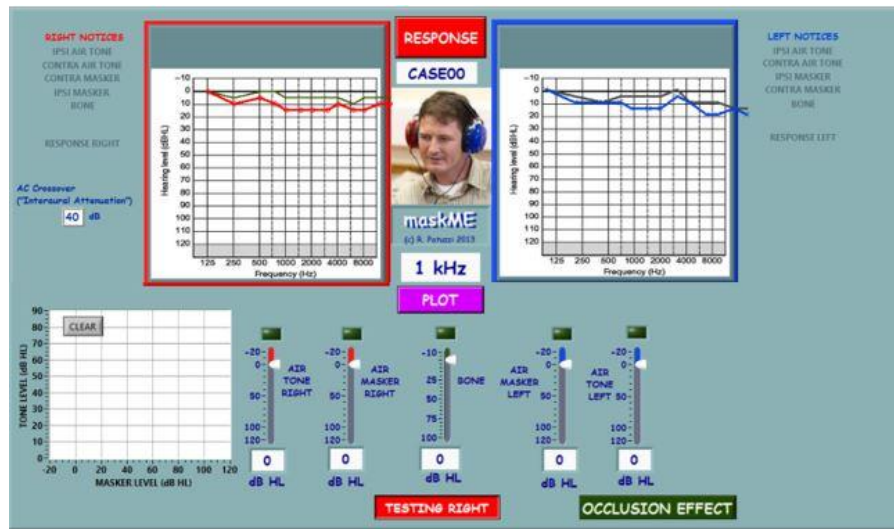 RIGHT NOTICES
IPSI AIR TONE
CONTRA AIR TONE
CONTRA MASKER
IPSI MASKER
BONE
RESPONSE RIGHT
AC Crossover
("Interaural Attenuation")
40 dB
-10
0
10
20
30
40
50
60
70
80
90
100
110
120
Hearing level (dBHL)
125 250 500 1000 2000 4000 8000
Frequency (Hz)
RESPONSE
CASE00
maskME
(c) R. Patuzzi 2013
1 kHz
PLOT
-10
0
10
20
30
40
50
60
70
80
90
100
110
120
Hearing level (dBHL)
125 250 500 1000 2000 4000 8000
Frequency (Hz)
LEFT NOTICES
IPSI AIR TONE
CONTRA AIR TONE
IPSI MASKER
CONTRA MASKER
BONE
RESPONSE LEFT
90
80
70
60
50
40
30
20
10
0
TONE LEVEL (dB HL)
CLEAR
-20 0 20 40 60 80 100 120
MASKER LEVEL (dB HL)
-20
0
50
100
120
AIR
TONE
RIGHT
0
dB HL
-20
0
50
100
120
AIR
MASKER
RIGHT
0
dB HL
-10
25
50
75
100
BONE
0
dB HL
AIR
MASKER
LEFT
-20
0
50
100
120
0
dB HL
AIR
TONE
LEFT
-20
0
50
100
120
0
dB HL
TESTING RIGHT
OCCLUSION EFFECT